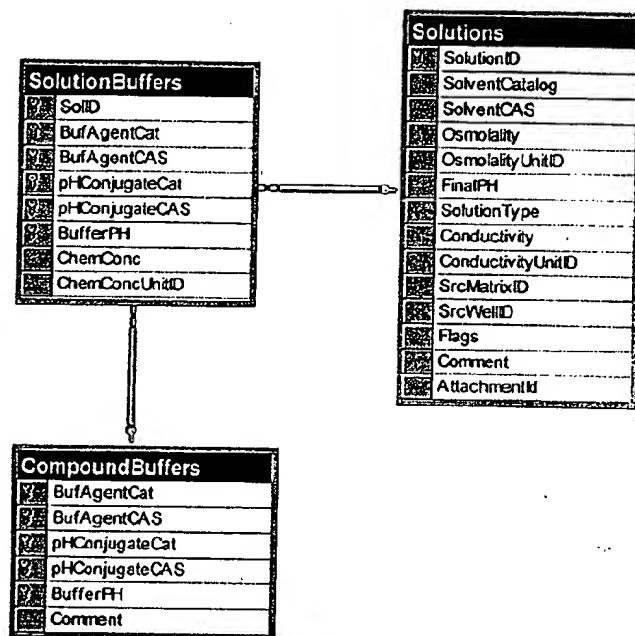 Solutions
SolutionID
SolventCatalog
SolventCAS
Osmolality
OsmolalityUnitID
FinalPH
SolutionType
Conductivity
ConductivityUnitID
SrcMatrixID
SrcWellID
Flags
Comment
AttachmentId
SolutionBuffers
SolID
BufAgentCat
BufAgentCAS
pHConjugateCat
pHConjugateCAS
BufferPH
ChemConc
ChemConcUnitID
CompoundBuffers
BufAgentCat
BufAgentCAS
pHConjugateCat
pHConjugateCAS
BufferPH
Comment